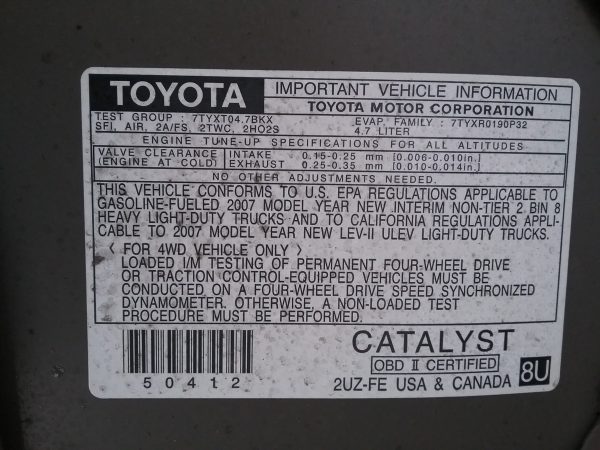 TOYOTA IMPORTANT VEHICLE INFORMATION
TOYOTA MOTOR CORPORATION
TEST GROUP : 7TYXT04.7BKX EVAP. FAMILY : 7TYXR0190P32
SFI, AIR, 2A/FS, 2TWC, 2HO2S 4.7 LITER
ENGINE TUNE-UP SPECIFICATIONS FOR ALL ALTITUDES
VALVE CLEARANCE INTAKE 0.15-0.25 mm [0.006-0.010in.]
(ENGINE AT COLD) EXHAUST 0.25-0.35 mm [0.010-0.014in.]
NO OTHER ADJUSTMENTS NEEDED.
THIS VEHICLE CONFORMS TO U.S. EPA REGULATIONS APPLICABLE TO
GASOLINE-FUELED 2007 MODEL YEAR NEW INTERIM NON-TIER 2 BIN 8
HEAVY LIGHT-DUTY TRUCKS AND TO CALIFORNIA REGULATIONS APPLI-
CABLE TO 2007 MODEL YEAR NEW LEV-II ULEV LIGHT-DUTY TRUCKS.
〈 FOR 4WD VEHICLE ONLY 〉
LOADED I/M TESTING OF PERMANENT FOUR-WHEEL DRIVE
OR TRACTION CONTROL-EQUIPPED VEHICLES MUST BE
CONDUCTED ON A FOUR-WHEEL DRIVE SPEED SYNCHRONIZED
DYNAMOMETER. OTHERWISE, A NON-LOADED TEST
PROCEDURE MUST BE PERFORMED.
CATALYST
OBD II CERTIFIED
50412
2UZ-FE USA & CANADA 8U